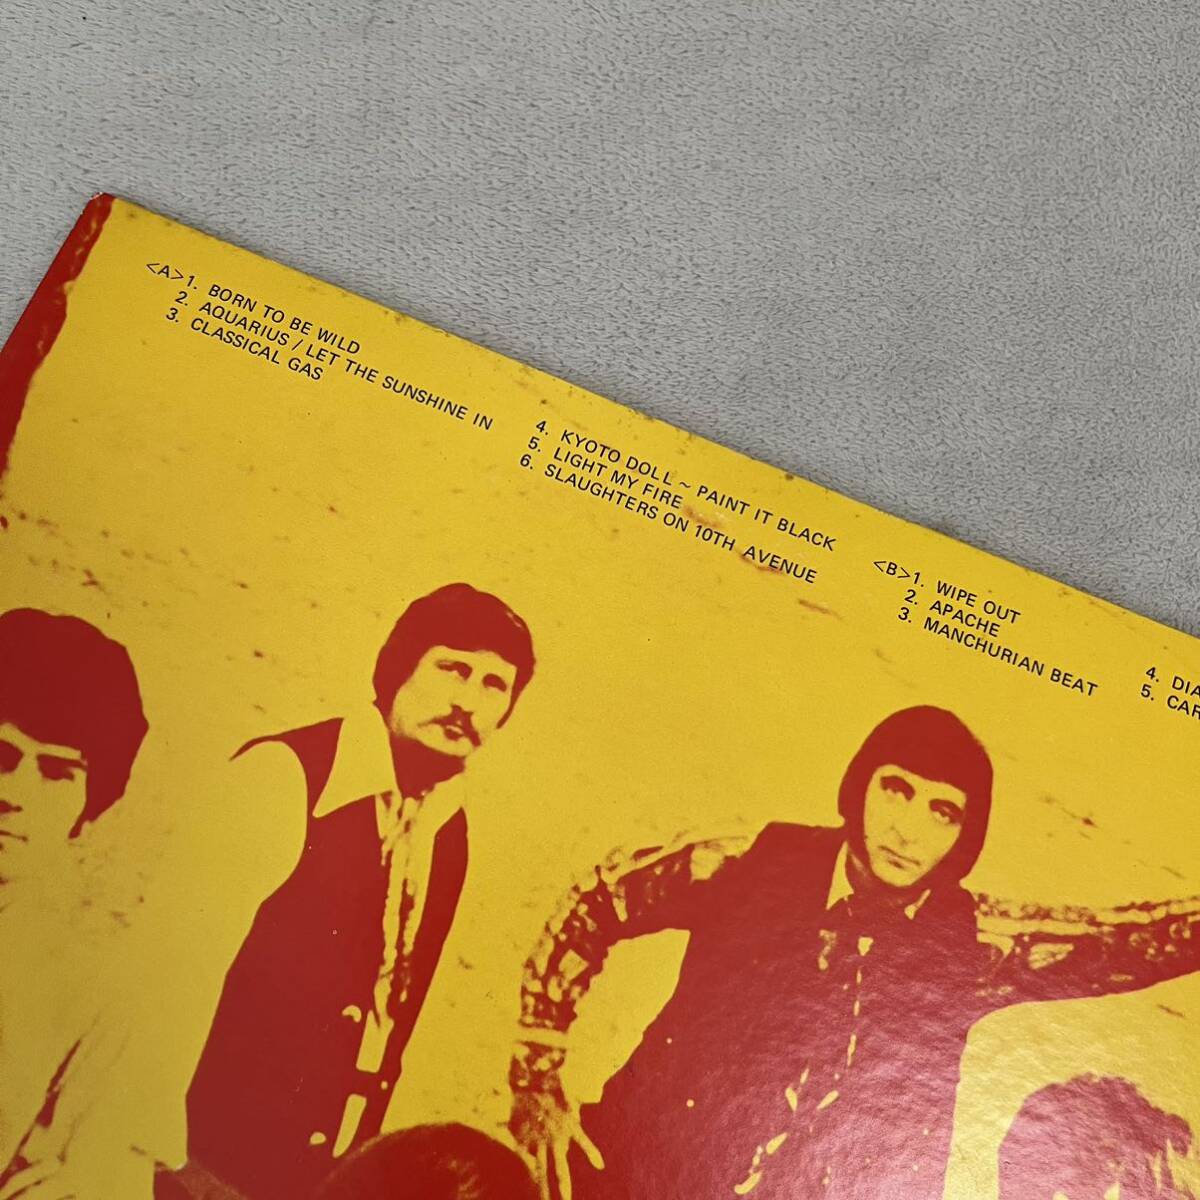 <A>1. BORN TO BE WILD
2. AQUARIUS / LET THE SUNSHINE IN
3. CLASSICAL GAS
4. KYOTO DOLL ~ PAINT IT BLACK
5. LIGHT MY FIRE
6. SLAUGHTERS ON 10TH AVENUE
<B>1. WIPE OUT
2. APACHE
3. MANCHURIAN BEAT
4. DIA
5. CAR